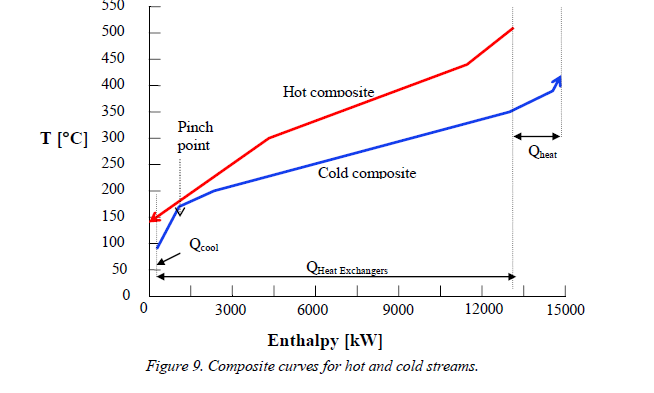 550
500
450
400
350
300
250
200
150
100
50
0
T [°C]
Hot composite
Pinch
point
Cold composite
Qheat
Qcool
QHeat Exchangers
0
3000
6000
9000
12000
15000
Enthalpy [kW]
Figure 9. Composite curves for hot and cold streams.